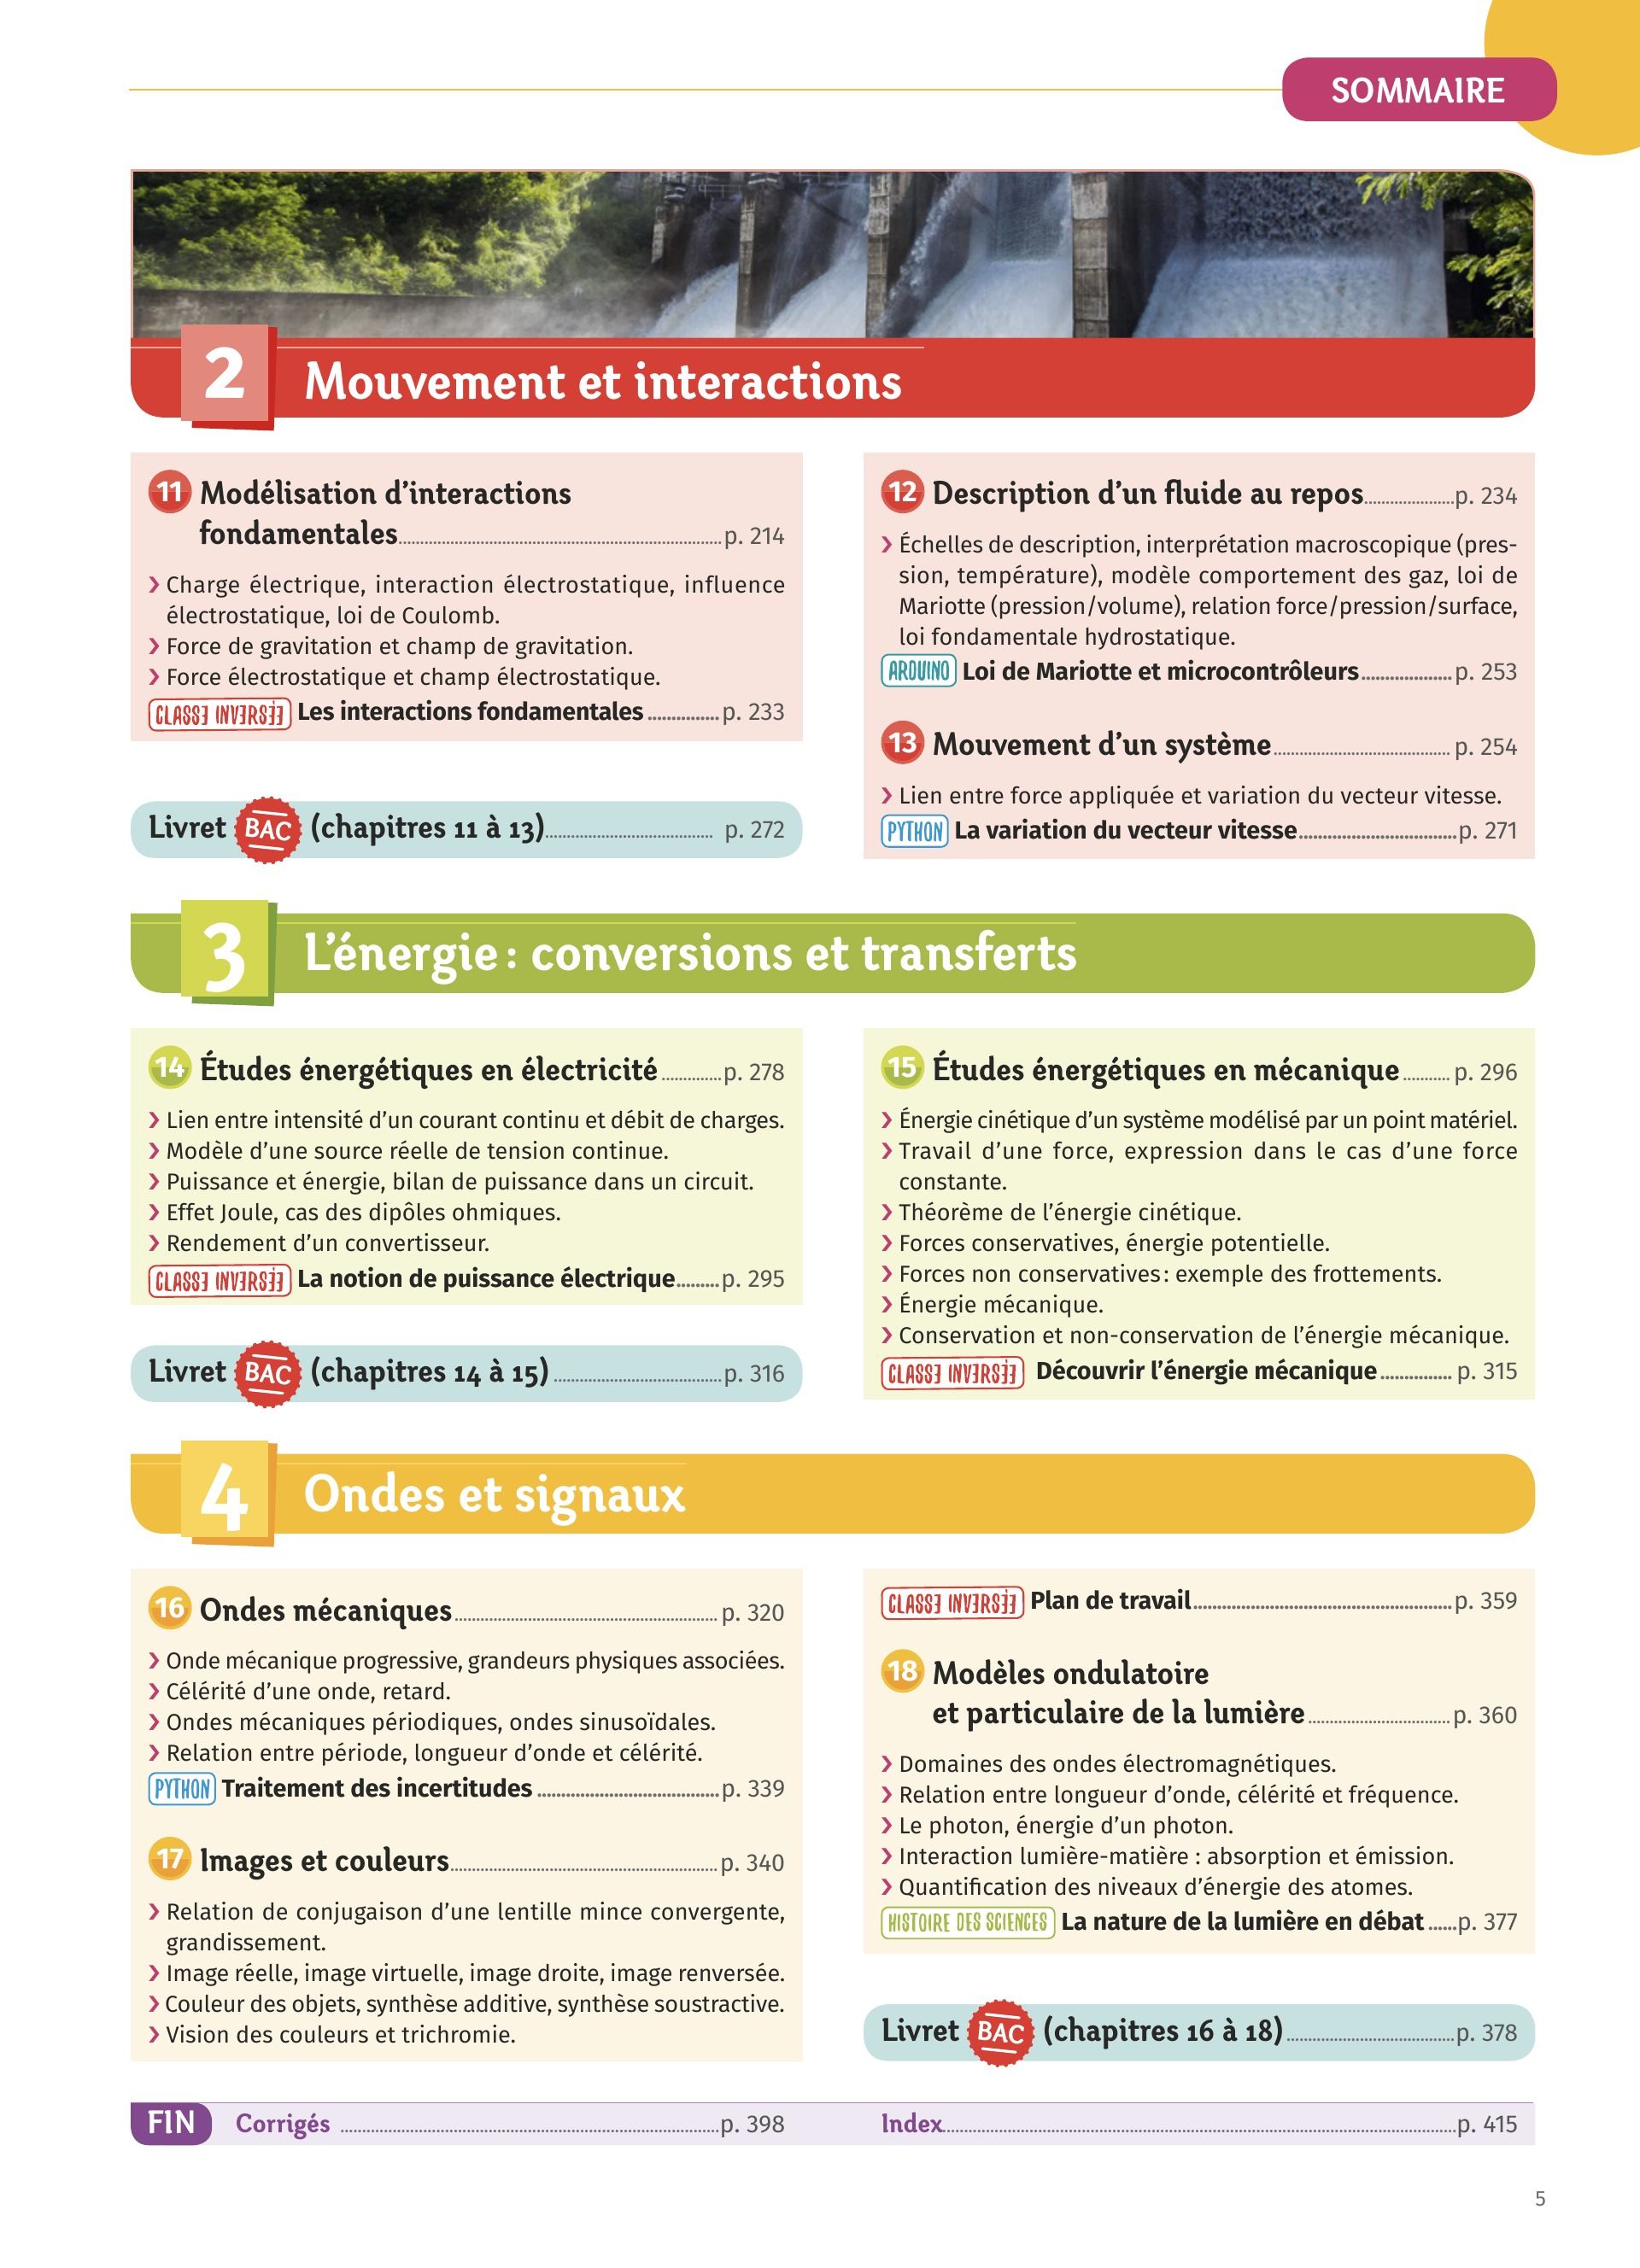 SOMMAIRE
2 Mouvement et interactions
11 Modélisation d’interactions
fondamentales p. 214
› Charge électrique, interaction électrostatique, influence
électrostatique, loi de Coulomb.
› Force de gravitation et champ de gravitation.
› Force électrostatique et champ électrostatique.
CLASSE INVERSÉE Les interactions fondamentales p. 233
Livret BAC (chapitres 11 à 13) p. 272
12 Description d’un fluide au repos p. 234
› Échelles de description, interprétation macroscopique (pres-
sion, température), modèle comportement des gaz, loi de
Mariotte (pression/volume), relation force/pression/surface,
loi fondamentale hydrostatique.
ARDUINO Loi de Mariotte et microcontrôleurs p. 253
13 Mouvement d’un système p. 254
› Lien entre force appliquée et variation du vecteur vitesse.
PYTHON La variation du vecteur vitesse p. 271
3 L’énergie : conversions et transferts
14 Études énergétiques en électricité p. 278
› Lien entre intensité d’un courant continu et débit de charges.
› Modèle d’une source réelle de tension continue.
› Puissance et énergie, bilan de puissance dans un circuit.
› Effet Joule, cas des dipôles ohmiques.
› Rendement d’un convertisseur.
CLASSE INVERSÉE La notion de puissance électrique p. 295
Livret BAC (chapitres 14 à 15) p. 316
15 Études énergétiques en mécanique p. 296
› Énergie cinétique d’un système modélisé par un point matériel.
› Travail d’une force, expression dans le cas d’une force
constante.
› Théorème de l’énergie cinétique.
› Forces conservatives, énergie potentielle.
› Forces non conservatives : exemple des frottements.
› Énergie mécanique.
› Conservation et non-conservation de l’énergie mécanique.
CLASSE INVERSÉE Découvrir l’énergie mécanique p. 315
4 Ondes et signaux
16 Ondes mécaniques p. 320
› Onde mécanique progressive, grandeurs physiques associées.
› Célérité d’une onde, retard.
› Ondes mécaniques périodiques, ondes sinusoïdales.
› Relation entre période, longueur d’onde et célérité.
PYTHON Traitement des incertitudes p. 339
17 Images et couleurs p. 340
› Relation de conjugaison d’une lentille mince convergente,
grandissement.
› Image réelle, image virtuelle, image droite, image renversée.
› Couleur des objets, synthèse additive, synthèse soustractive.
› Vision des couleurs et trichromie.
CLASSE INVERSÉE Plan de travail p. 359
18 Modèles ondulatoire
et particulaire de la lumière p. 360
› Domaines des ondes électromagnétiques.
› Relation entre longueur d’onde, célérité et fréquence.
› Le photon, énergie d’un photon.
› Interaction lumière-matière : absorption et émission.
› Quantification des niveaux d’énergie des atomes.
HISTOIRE DES SCIENCES La nature de la lumière en débat p. 377
Livret BAC (chapitres 16 à 18) p. 378
FIN Corrigés p. 398
Index p. 415
5